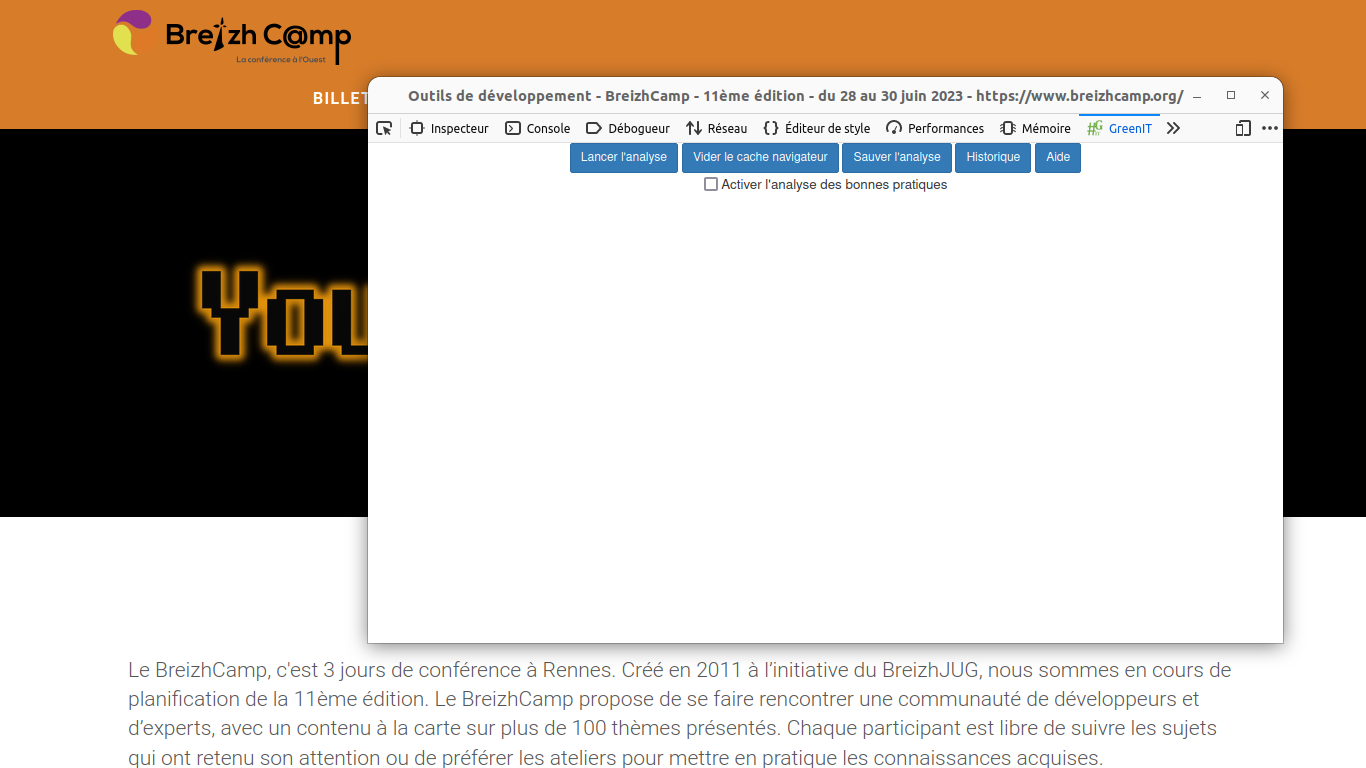 Breizh C@mp
La conférence à l'Ouest
Outils de développement - BreizhCamp - 11ème édition - du 28 au 30 juin 2023 - https://www.breizhcamp.org/
BILLET
Inspecteur Console Débogueur Réseau Éditeur de style Performances Mémoire GreenIT
Lancer l'analyse Vider le cache navigateur Sauver l'analyse Historique Aide
Activer l'analyse des bonnes pratiques
You
Le BreizhCamp, c'est 3 jours de conférence à Rennes. Créé en 2011 à l’initiative du BreizhJUG, nous sommes en cours de
planification de la 11ème édition. Le BreizhCamp propose de se faire rencontrer une communauté de développeurs et
d’experts, avec un contenu à la carte sur plus de 100 thèmes présentés. Chaque participant est libre de suivre les sujets
qui ont retenu son attention ou de préférer les ateliers pour mettre en pratique les connaissances acquises.